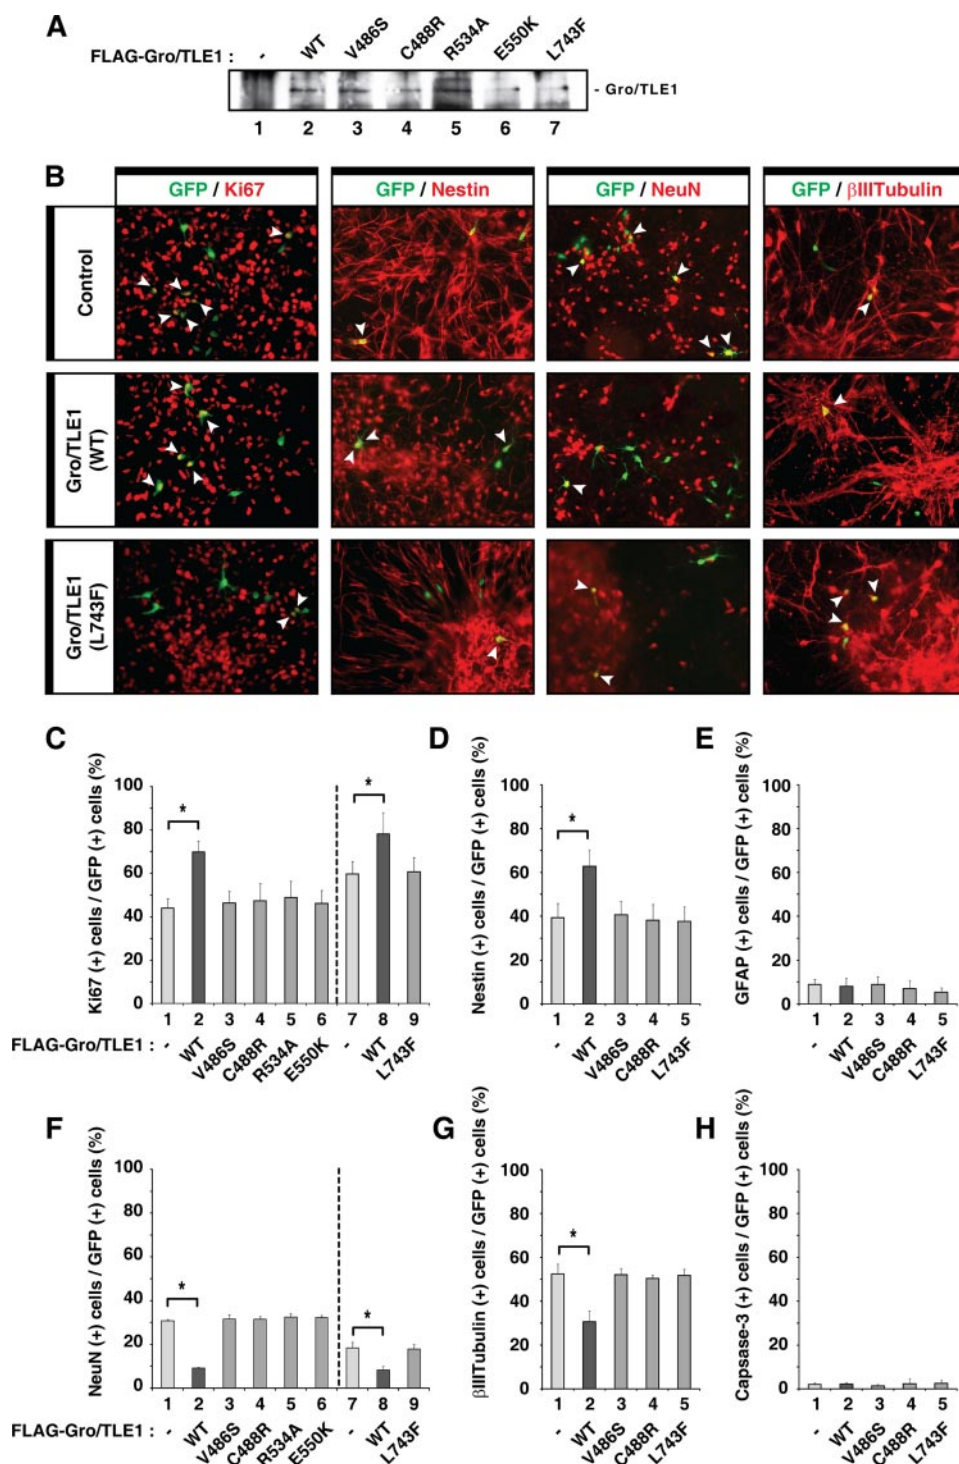 A
FLAG-Gro/TLE1 : - WT V486S C488R R534A E550K L743F
- Gro/TLE1
1 2 3 4 5 6 7
B
GFP / Ki67 GFP / Nestin GFP / NeuN GFP / βIIITubulin
Control
Gro/TLE1
(WT)
Gro/TLE1
(L743F)
C
Ki67 (+) cells / GFP (+) cells (%)
100
80
60
40
20
0
* *
1 2 3 4 5 6 7 8 9
FLAG-Gro/TLE1 : - WT V486S C488R R534A E550K - WT L743F
D
Nestin (+) cells / GFP (+) cells (%)
100
80
60
40
20
0
*
1 2 3 4 5
- WT V486S C488R L743F
E
GFAP (+) cells / GFP (+) cells (%)
100
80
60
40
20
0
1 2 3 4 5
- WT V486S C488R L743F
F
NeuN (+) cells / GFP (+) cells (%)
100
80
60
40
20
0
* *
1 2 3 4 5 6 7 8 9
FLAG-Gro/TLE1 : - WT V486S C488R R534A E550K - WT L743F
G
βIIITubulin (+) cells / GFP (+) cells (%)
100
80
60
40
20
0
*
1 2 3 4 5
- WT V486S C488R L743F
H
Capsase-3 (+) cells / GFP (+) cells (%)
100
80
60
40
20
0
1 2 3 4 5
- WT V486S C488R L743F